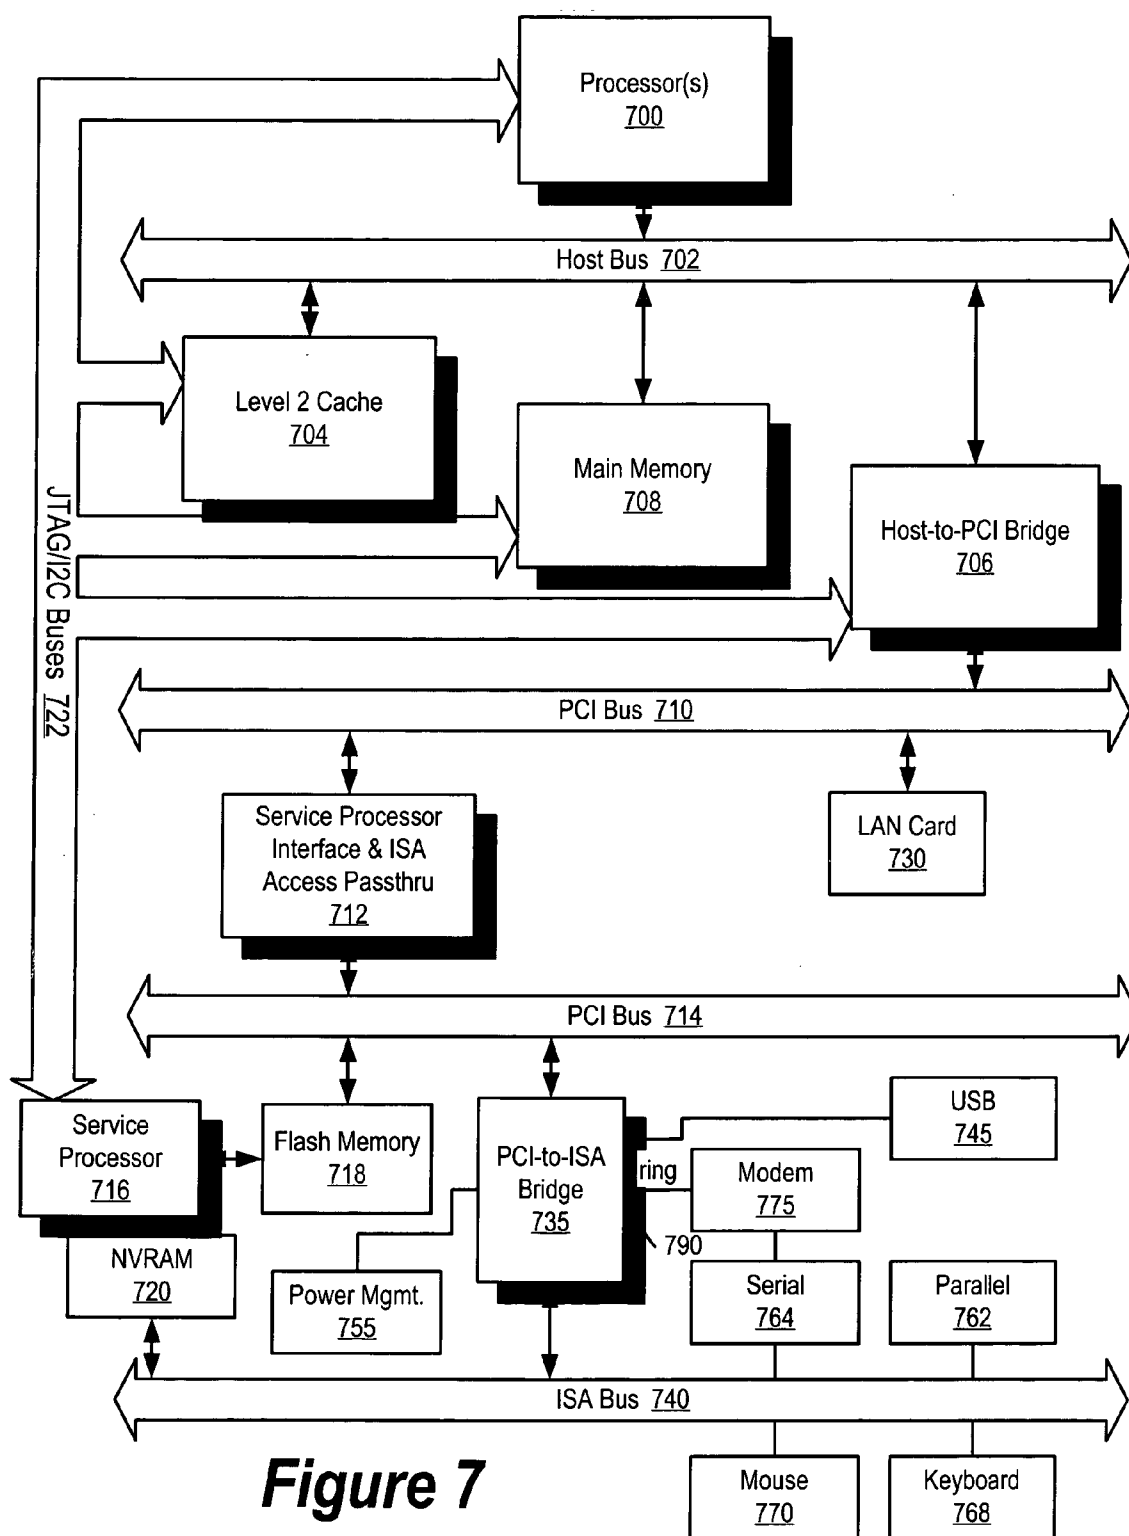 Processor(s)
700
Host Bus 702
Level 2 Cache
704
Main Memory
708
Host-to-PCI Bridge
706
JTAG/I2C Buses 722
PCI Bus 710
Service Processor
Interface & ISA
Access Passthru
712
LAN Card
730
PCI Bus 714
Service
Processor
716
Flash Memory
718
PCI-to-ISA
Bridge
735
USB
745
ring
Modem
775
790
NVRAM
720
Power Mgmt.
755
Serial
764
Parallel
762
ISA Bus 740
Figure 7
Mouse
770
Keyboard
768